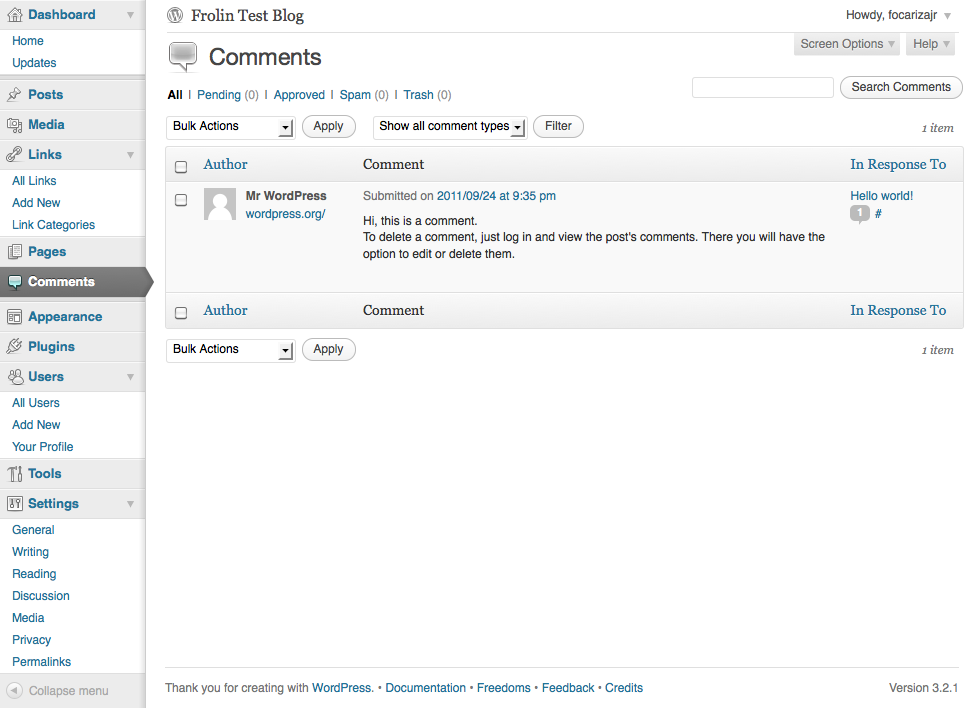 Dashboard
Home
Updates
Posts
Media
Links
All Links
Add New
Link Categories
Pages
Comments
Appearance
Plugins
Users
All Users
Add New
Your Profile
Tools
Settings
General
Writing
Reading
Discussion
Media
Privacy
Permalinks
Collapse menu
Frolin Test Blog
Howdy, focarizajr
Screen Options
Help
Comments
All | Pending (0) | Approved | Spam (0) | Trash (0)
Search Comments
Bulk Actions
Apply
Show all comment types
Filter
1 item
Author
Comment
In Response To
Mr WordPress
wordpress.org/
Submitted on 2011/09/24 at 9:35 pm
Hi, this is a comment.
To delete a comment, just log in and view the post's comments. There you will have the
option to edit or delete them.
Hello world!
1 #
Author
Comment
In Response To
Bulk Actions
Apply
1 item
Thank you for creating with WordPress. • Documentation • Freedoms • Feedback • Credits
Version 3.2.1